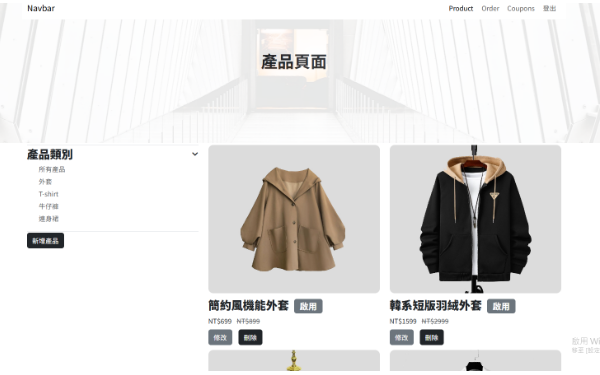 Navbar
Product Order Coupons 登出
產品頁面
產品類別
所有產品
外套
T-shirt
牛仔褲
連身裙
新增產品
簡約風機能外套 啟用
NT$699 NT$899
修改 刪除
韓系短版羽絨外套 啟用
NT$1599 NT$2999
修改 刪除
啟用 Wi